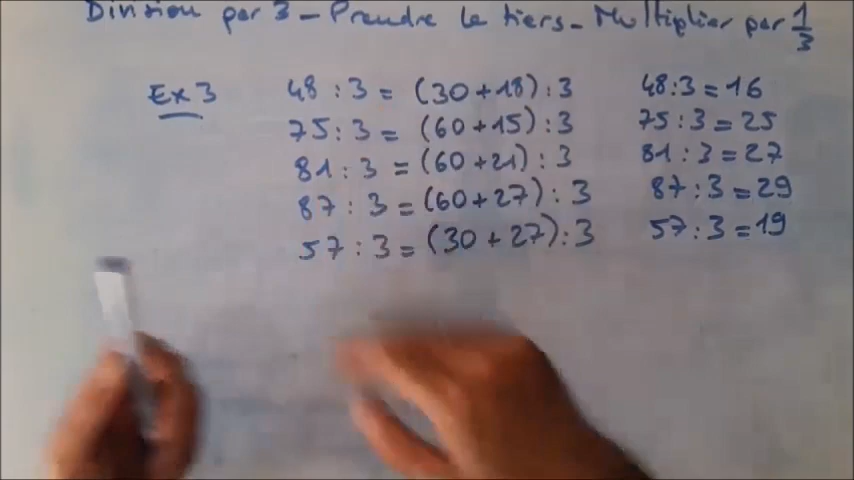 Division par 3 - Prendre le tiers - Multiplier par 1/3
Ex 3 48 : 3 = (30 + 18) : 3 48 : 3 = 16
75 : 3 = (60 + 15) : 3 75 : 3 = 25
81 : 3 = (60 + 21) : 3 81 : 3 = 27
87 : 3 = (60 + 27) : 3 87 : 3 = 29
57 : 3 = (30 + 27) : 3 57 : 3 = 19